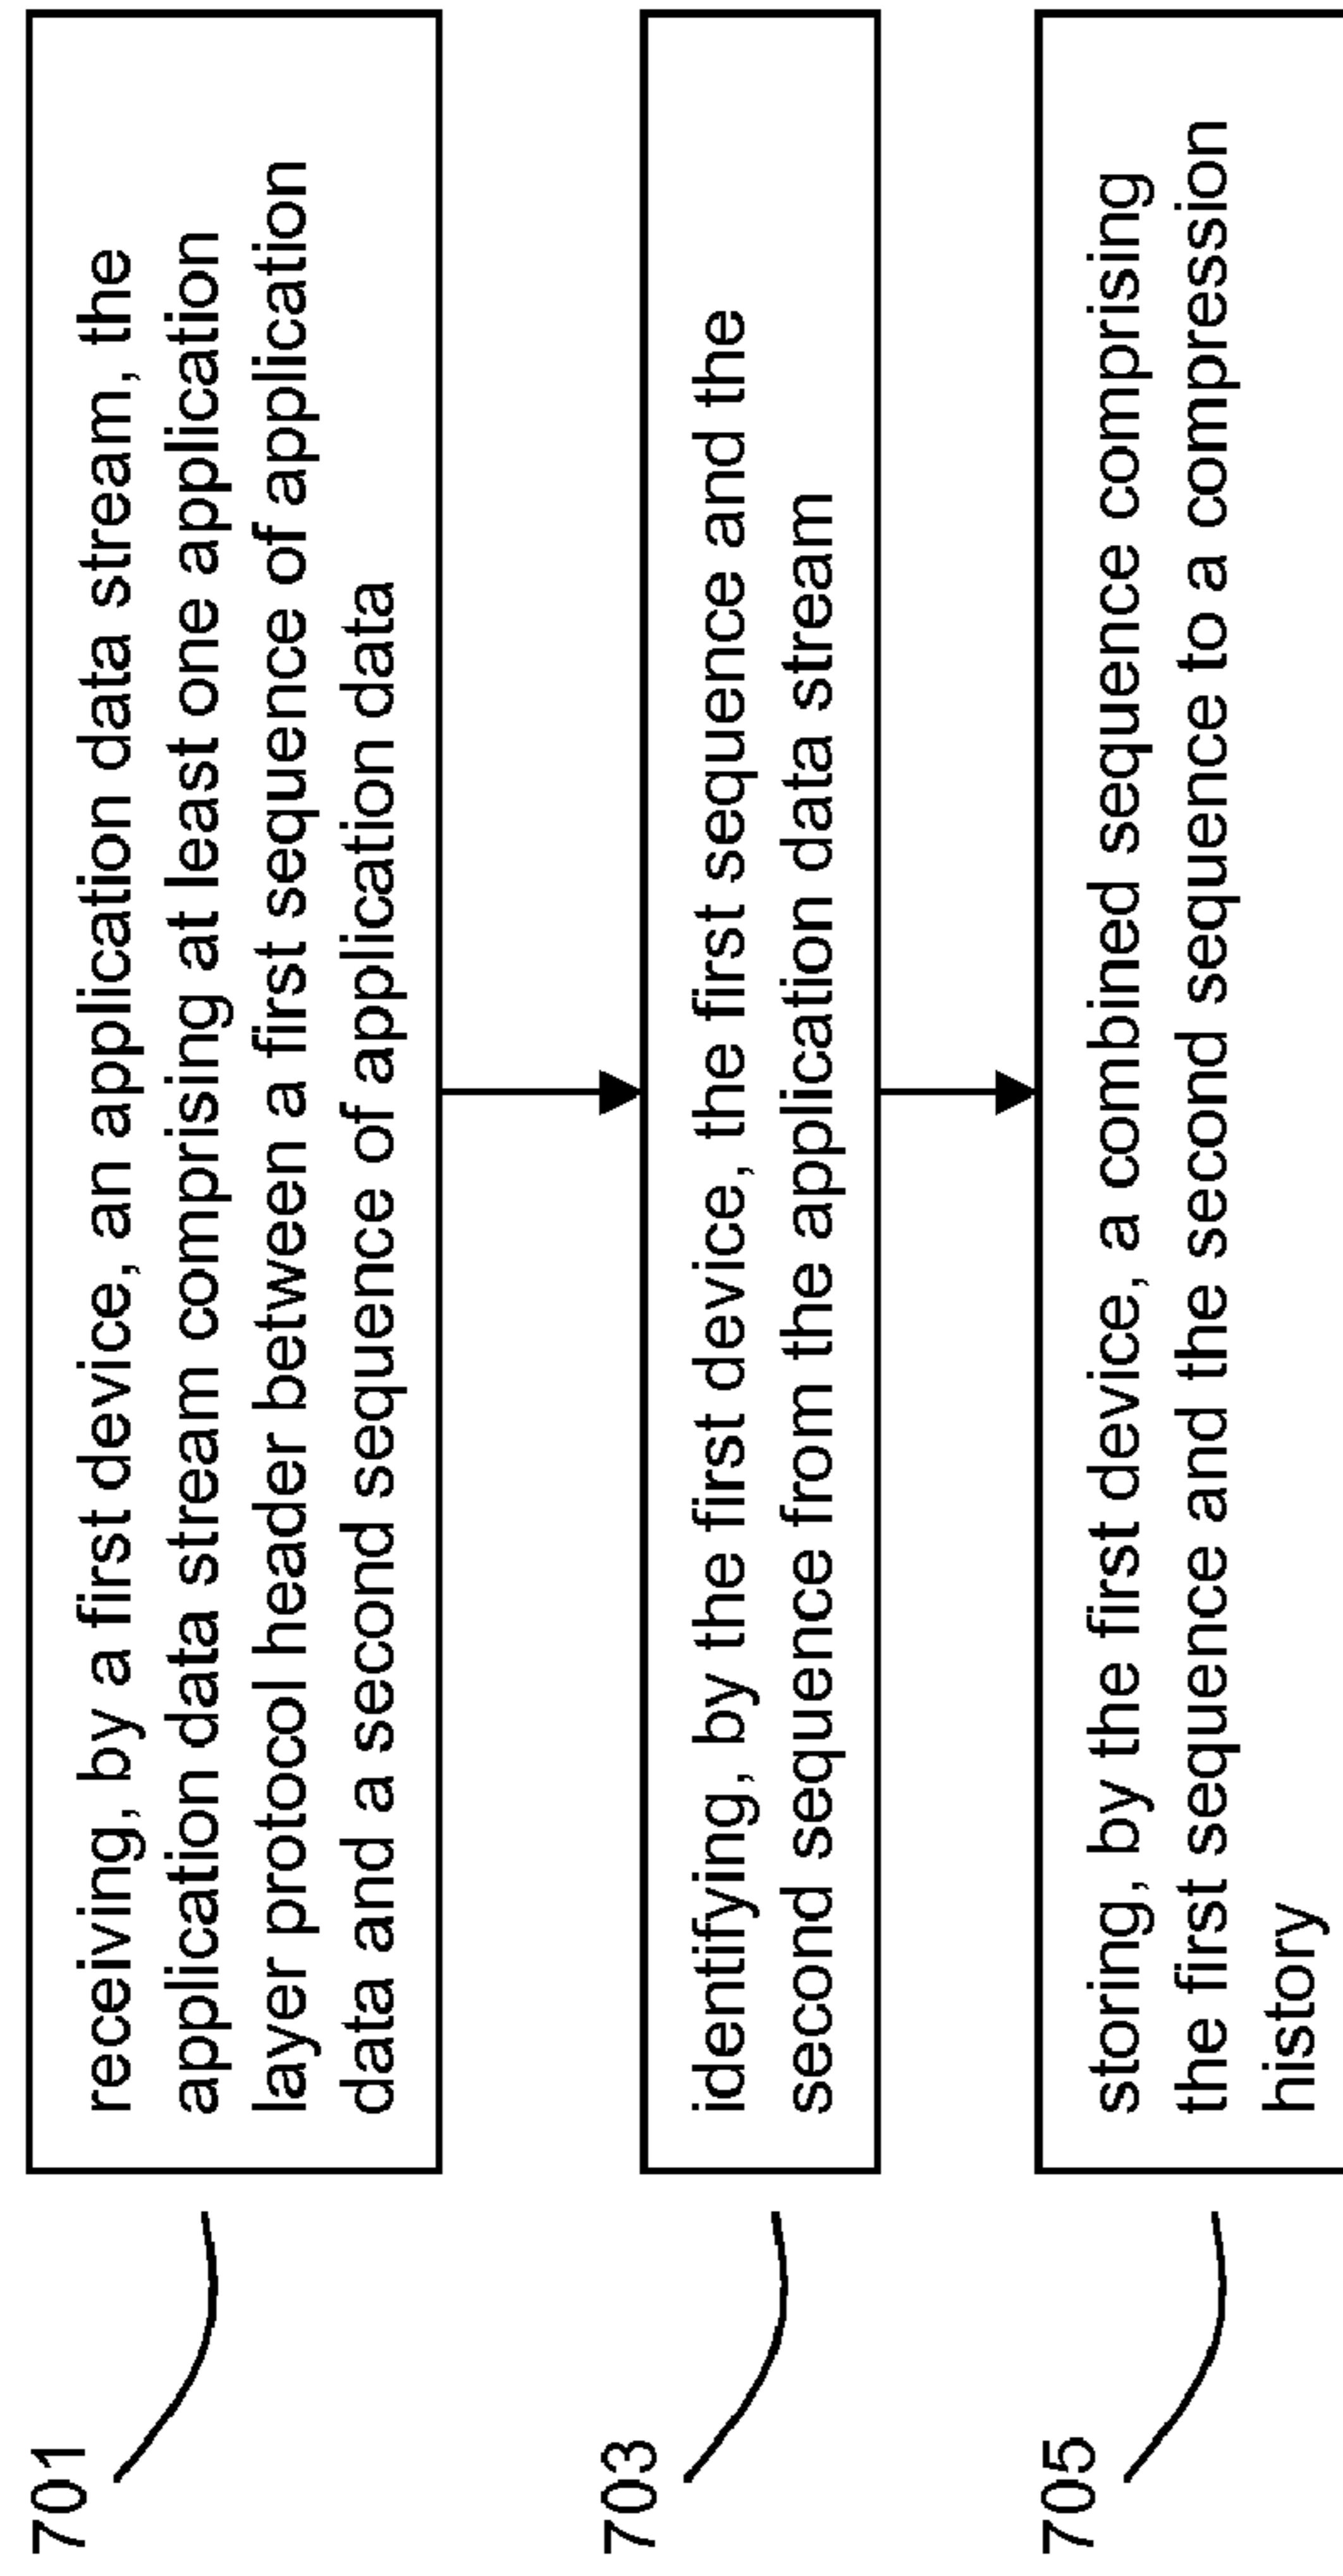 701
receiving, by a first device, an application data stream, the
application data stream comprising at least one application
layer protocol header between a first sequence of application
data and a second sequence of application data
703
identifying, by the first device, the first sequence and the
second sequence from the application data stream
705
storing, by the first device, a combined sequence comprising
the first sequence and the second sequence to a compression
history